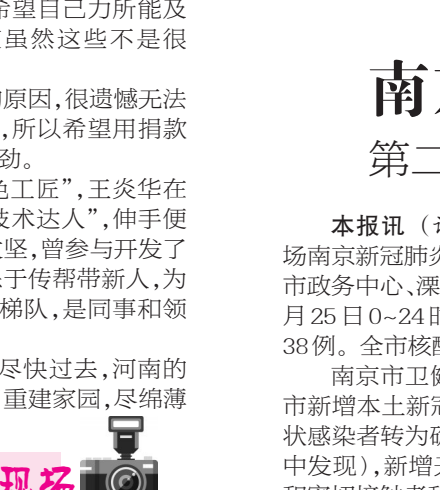 希望自己力所能及
虽然这些不是很
原因,很遗憾无法
,所以希望用捐款
劲。
色工匠”,王炎华在
技术达人”,伸手便
坚,曾参与开发了
于传帮带新人,为
梯队,是同事和领
尽快过去,河南的
重建家园,尽绵薄
现场
南
第二
本报讯(
场南京新冠肺炎
市政务中心、溧
月25日0~24时
38例。全市核酸
南京市卫健
市新增本土新冠
状感染者转为确
中发现),新增无